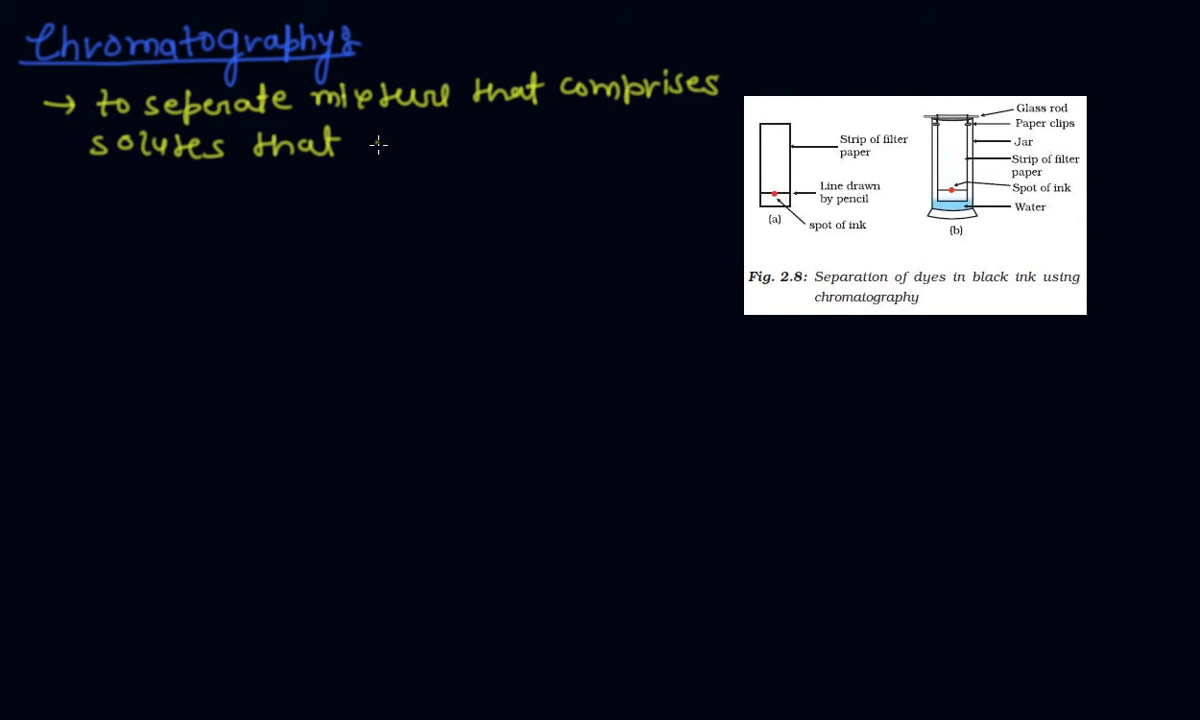 Chromatography:
→ to seperate mixture that comprises
solutes that
Strip of filter
paper
Line drawn
by pencil
spot of ink
(a)
Glass rod
Paper clips
Jar
Strip of filter
paper
Spot of ink
Water
(b)
Fig. 2.8: Separation of dyes in black ink using
chromatography